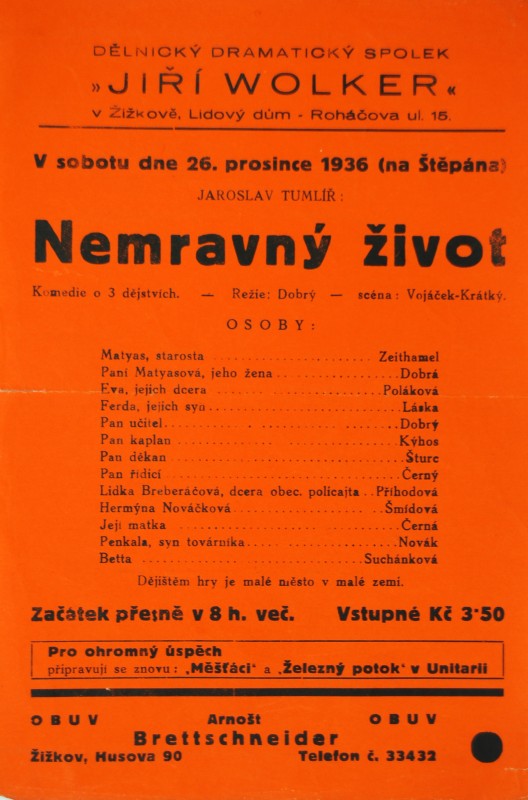 DĚLNICKÝ DRAMATICKÝ SPOLEK
„JIŘÍ WOLKER“
v Žižkově, Lidový dům - Roháčova ul. 15.
V sobotu dne 26. prosince 1936 (na Štěpána)
JAROSLAV TUMLÍŘ:
Nemravný život
Komedie o 3 dějstvích. — Režie: Dobrý — scéna: Vojáček-Krátký.
OSOBY:
Matyas, starosta .......... Zeithamel
Paní Matyasová, jeho žena .......... Dobrá
Eva, jejich dcera .......... Poláková
Ferda, jejich syn .......... Láska
Pan učitel .......... Dobrý
Pan kaplan .......... Kýhos
Pan děkan .......... Šturc
Pan řídící .......... Černý
Lidka Breberáčová, dcera obec. policajta .. Příhodová
Hermýna Nováčková .......... Šmídová
Její matka .......... Černá
Penkala, syn továrníka .......... Novák
Betta .......... Suchánková
Dějištěm hry je malé město v malé zemi.
Začátek přesně v 8 h. več. Vstupné Kč 3·50
Pro ohromný úspěch
připravují se znovu: „Měšťáci“ a „Železný potok“ v Unitarii
OBUV Arnošt OBUV
Brettschneider
Žižkov, Husova 90 Telefon č. 33432